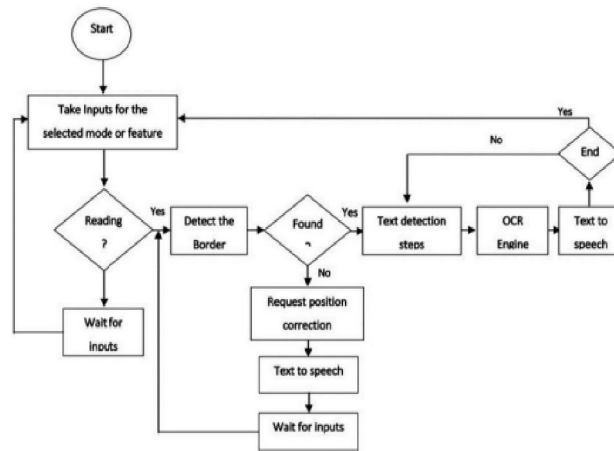 Start
Take Inputs for the
selected mode or feature
Yes
No
End
Reading
?
Yes
Detect the
Border
Found
Yes
Text detection
steps
OCR
Engine
Text to
speech
No
Request position
correction
Wait for
inputs
Text to speech
Wait for inputs